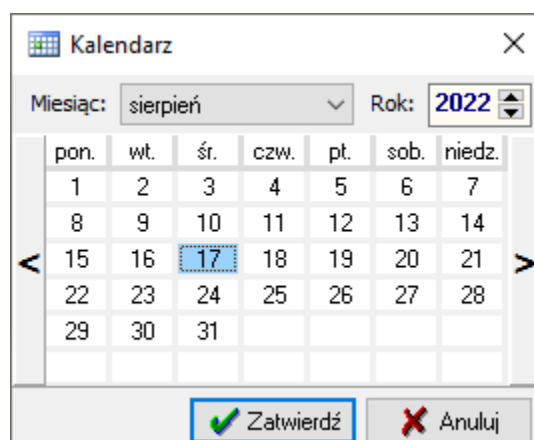 Kalendarz
Miesiąc: sierpień Rok: 2022
pon. wt. śr. czw. pt. sob. niedz.
1 2 3 4 5 6 7
8 9 10 11 12 13 14
< 15 16 17 18 19 20 21 >
22 23 24 25 26 27 28
29 30 31
Zatwierdź Anuluj